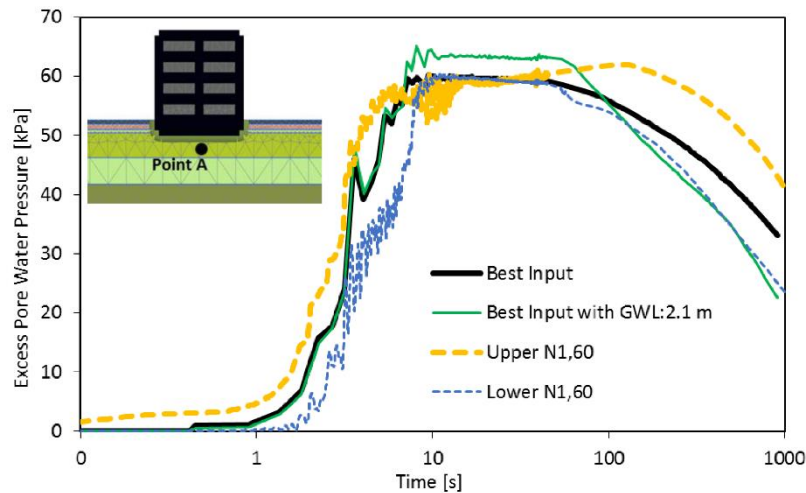 70
60
50
40
30
20
10
0
Excess Pore Water Pressure [kPa]
Point A
Best Input
Best Input with GWL:2.1 m
Upper N1,60
Lower N1,60
0 1 10 100 1000
Time [s]